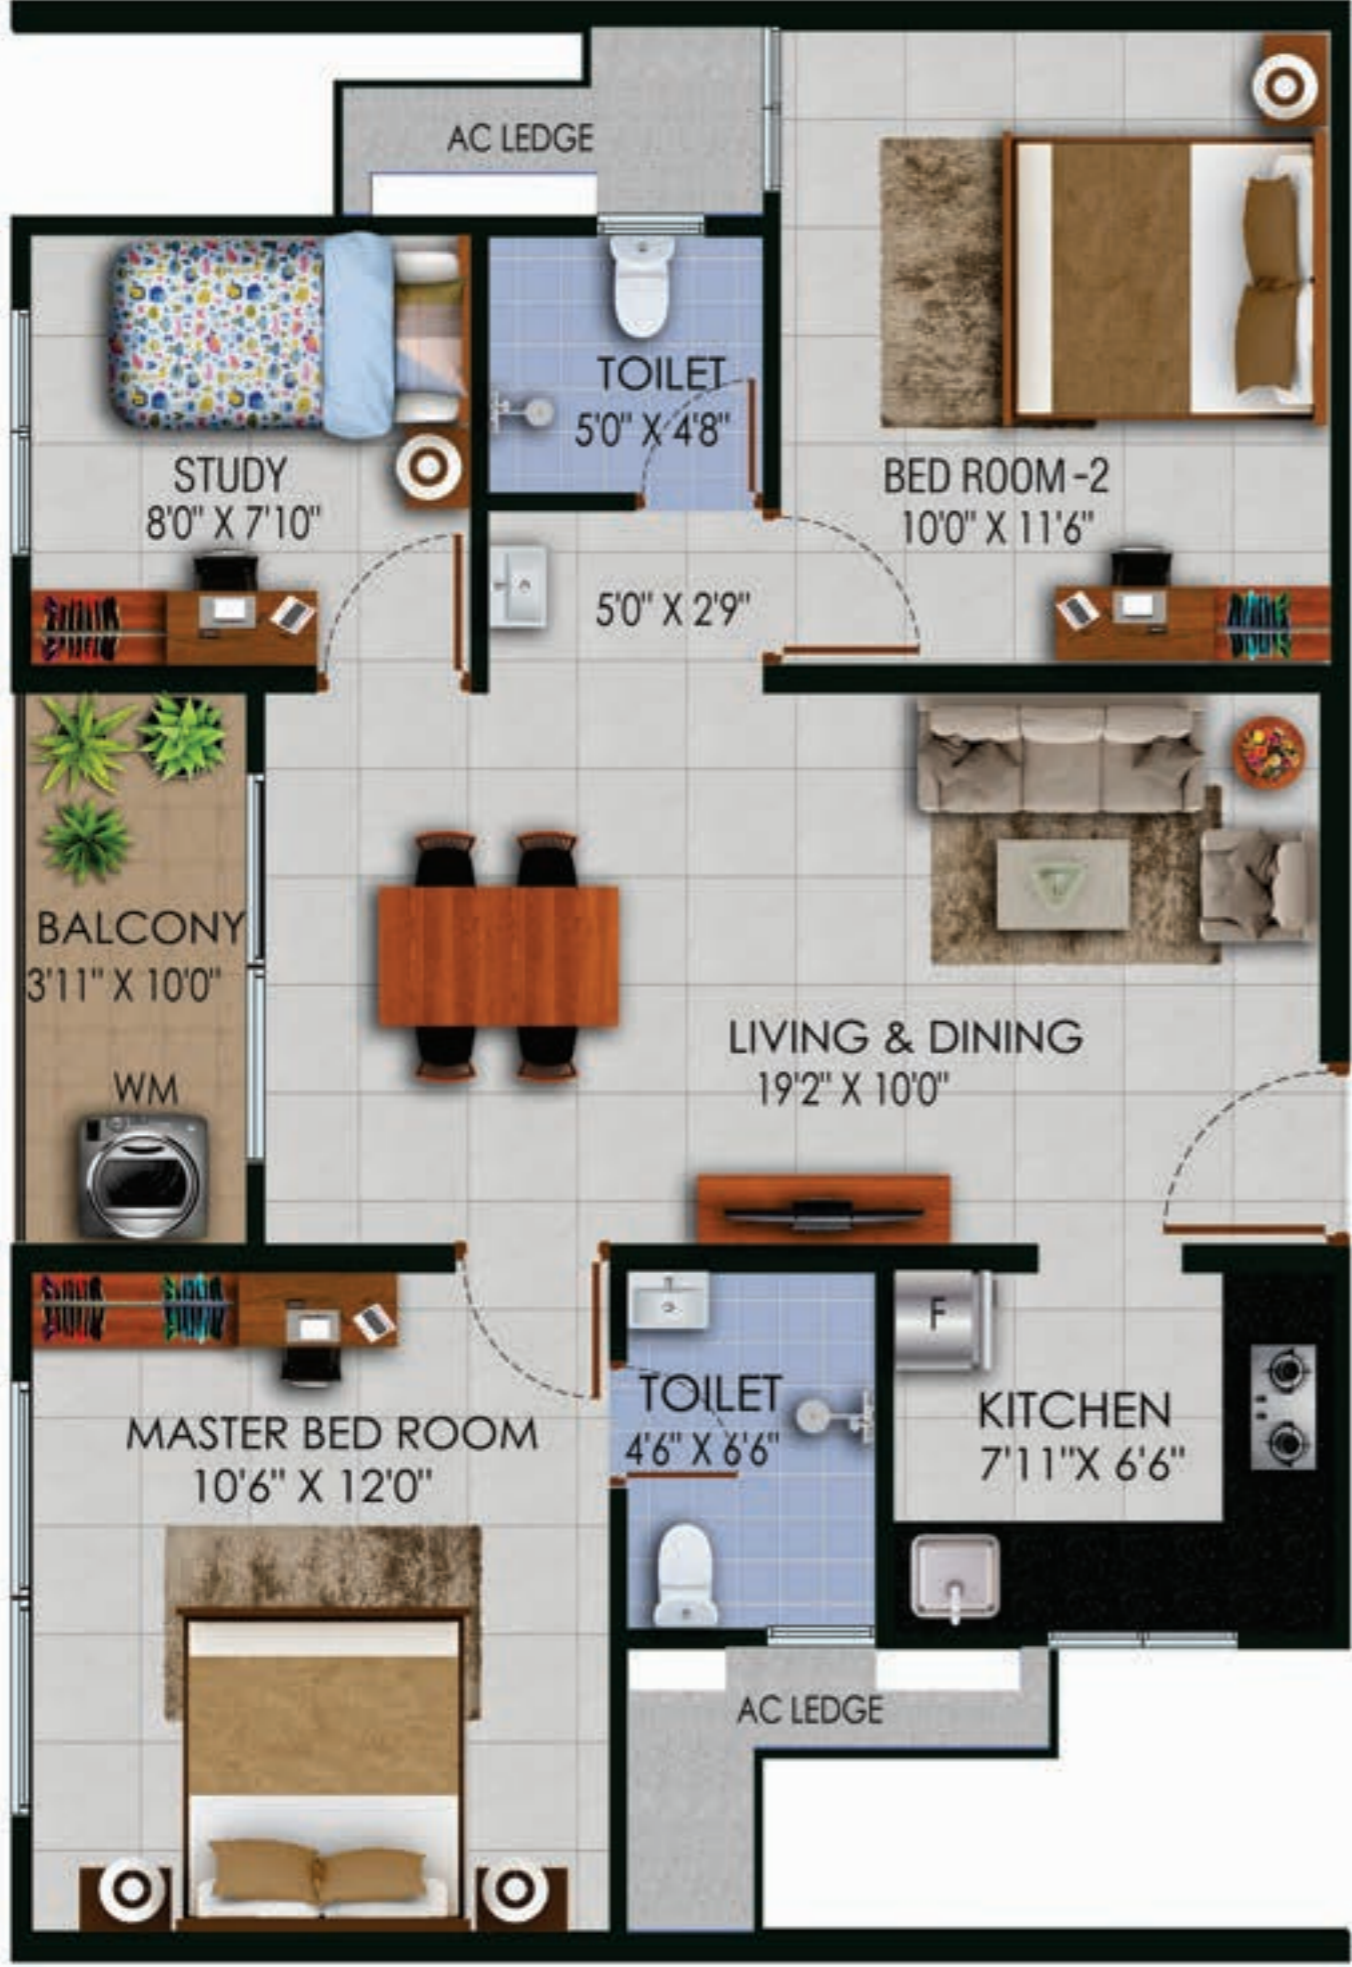 AC LEDGE
TOILET
5'0" X 4'8"
STUDY
8'0" X 7'10"
BED ROOM -2
10'0" X 11'6"
5'0" X 2'9"
BALCONY
3'11" X 10'0"
WM
LIVING & DINING
19'2" X 10'0"
F
TOILET
4'6" X 6'6"
KITCHEN
7'11"X 6'6"
MASTER BED ROOM
10'6" X 12'0"
AC LEDGE